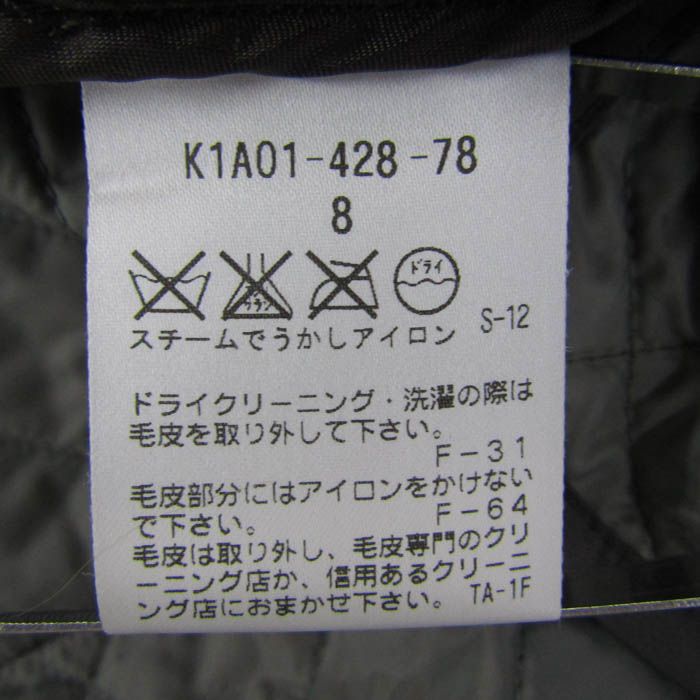 K1A01-428-78
8
エンソ サラシ
ドライ
スチームでうかしアイロン S-12
ドライクリーニング・洗濯の際は
毛皮を取り外して下さい。
F-31
毛皮部分にはアイロンをかけない
で下さい。 F-64
毛皮は取り外し、毛皮専門のクリ
ーニング店か、信用あるクリーニ
ング店におまかせ下さい。 TA-1F